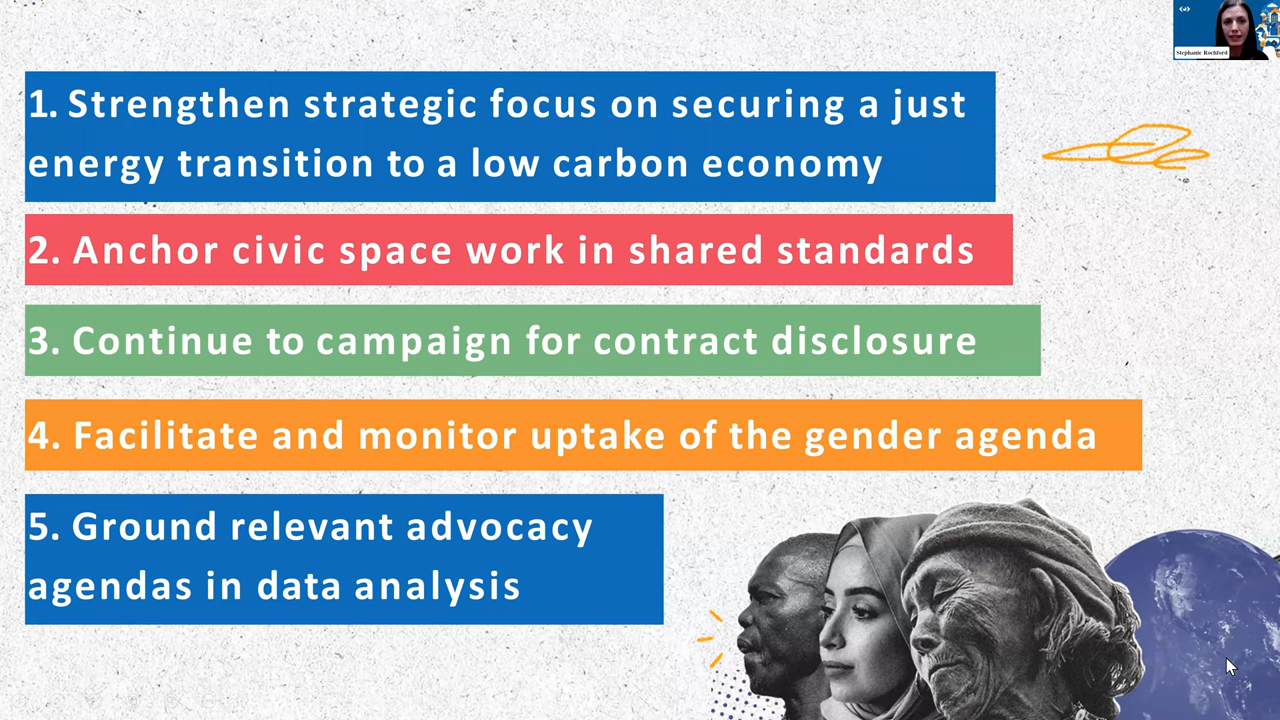 Stephanie Rochford
1. Strengthen strategic focus on securing a just
energy transition to a low carbon economy
2. Anchor civic space work in shared standards
3. Continue to campaign for contract disclosure
4. Facilitate and monitor uptake of the gender agenda
5. Ground relevant advocacy
agendas in data analysis